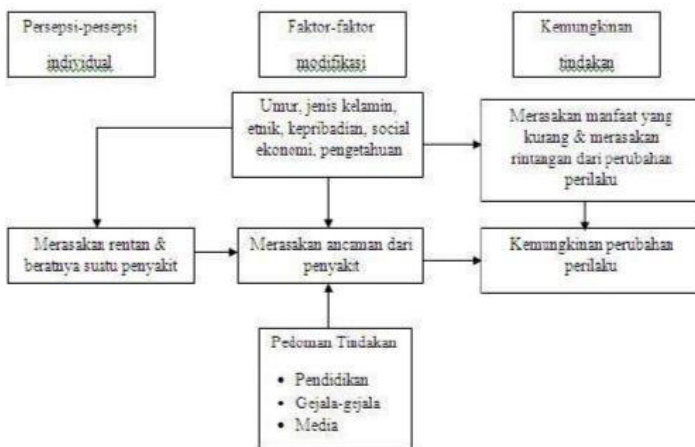 Persepsi-persepsi
individual
Faktor-faktor
modifikasi
Kemungkinan
tindakan
Umur, jenis kelamin,
etnik, kepribadian, social
ekonomi, pengetahuan
Merasakan manfaat yang
kurang & merasakan
rintangan dari perubahan
perilaku
Merasakan rentan &
beratnya suatu penyakit
Merasakan ancaman dari
penyakit
Kemungkinan perubahan
perilaku
Pedoman Tindakan
• Pendidikan
• Gejala-gejala
• Media